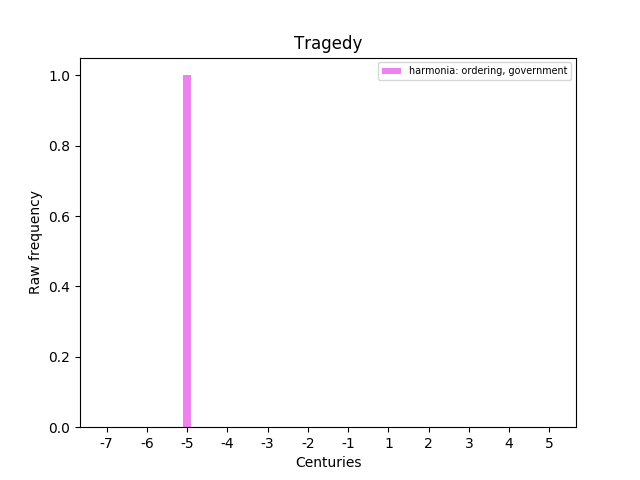 Tragedy
harmonia: ordering, government
1.0
0.8
0.6
0.4
0.2
0.0
Raw frequency
-7 -6 -5 -4 -3 -2 -1 1 2 3 4 5
Centuries